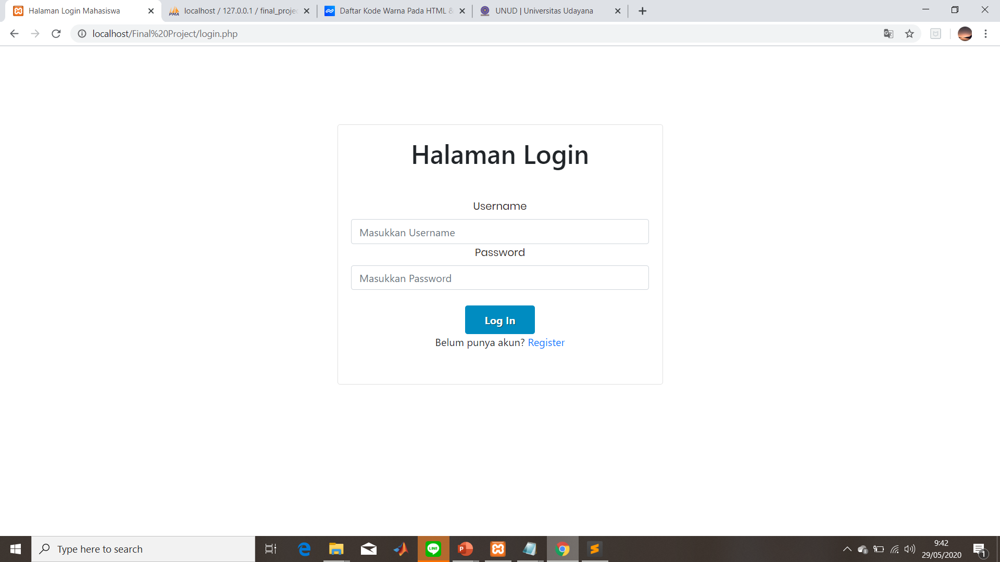 Halaman Login Mahasiswa
localhost / 127.0.0.1 / final_proje
Daftar Kode Warna Pada HTML &
UNUD | Universitas Udayana
localhost/Final%20Project/login.php
Halaman Login
Username
Masukkan Username
Password
Masukkan Password
Log In
Belum punya akun? Register
Type here to search
LINE
9:42
29/05/2020
1